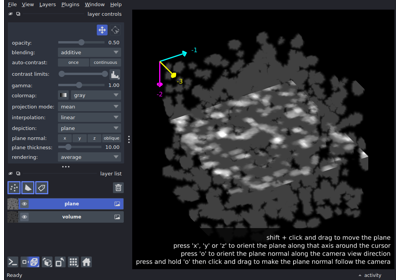 File View Layers Plugins Window Help
layer controls
opacity: 0.50
blending: additive
auto-contrast: once continuous
contrast limits:
gamma: 1.00
colormap: gray
projection mode: mean
interpolation: linear
depiction: plane
plane normal: x y z oblique
plane thickness: 10.00
rendering: average
layer list
plane
volume
Ready
-1
-3
-2
shift + click and drag to move the plane
press 'x', 'y' or 'z' to orient the plane along that axis around the cursor
press 'o' to orient the plane normal along the camera view direction
press and hold 'o' then click and drag to make the plane normal follow the camera
activity